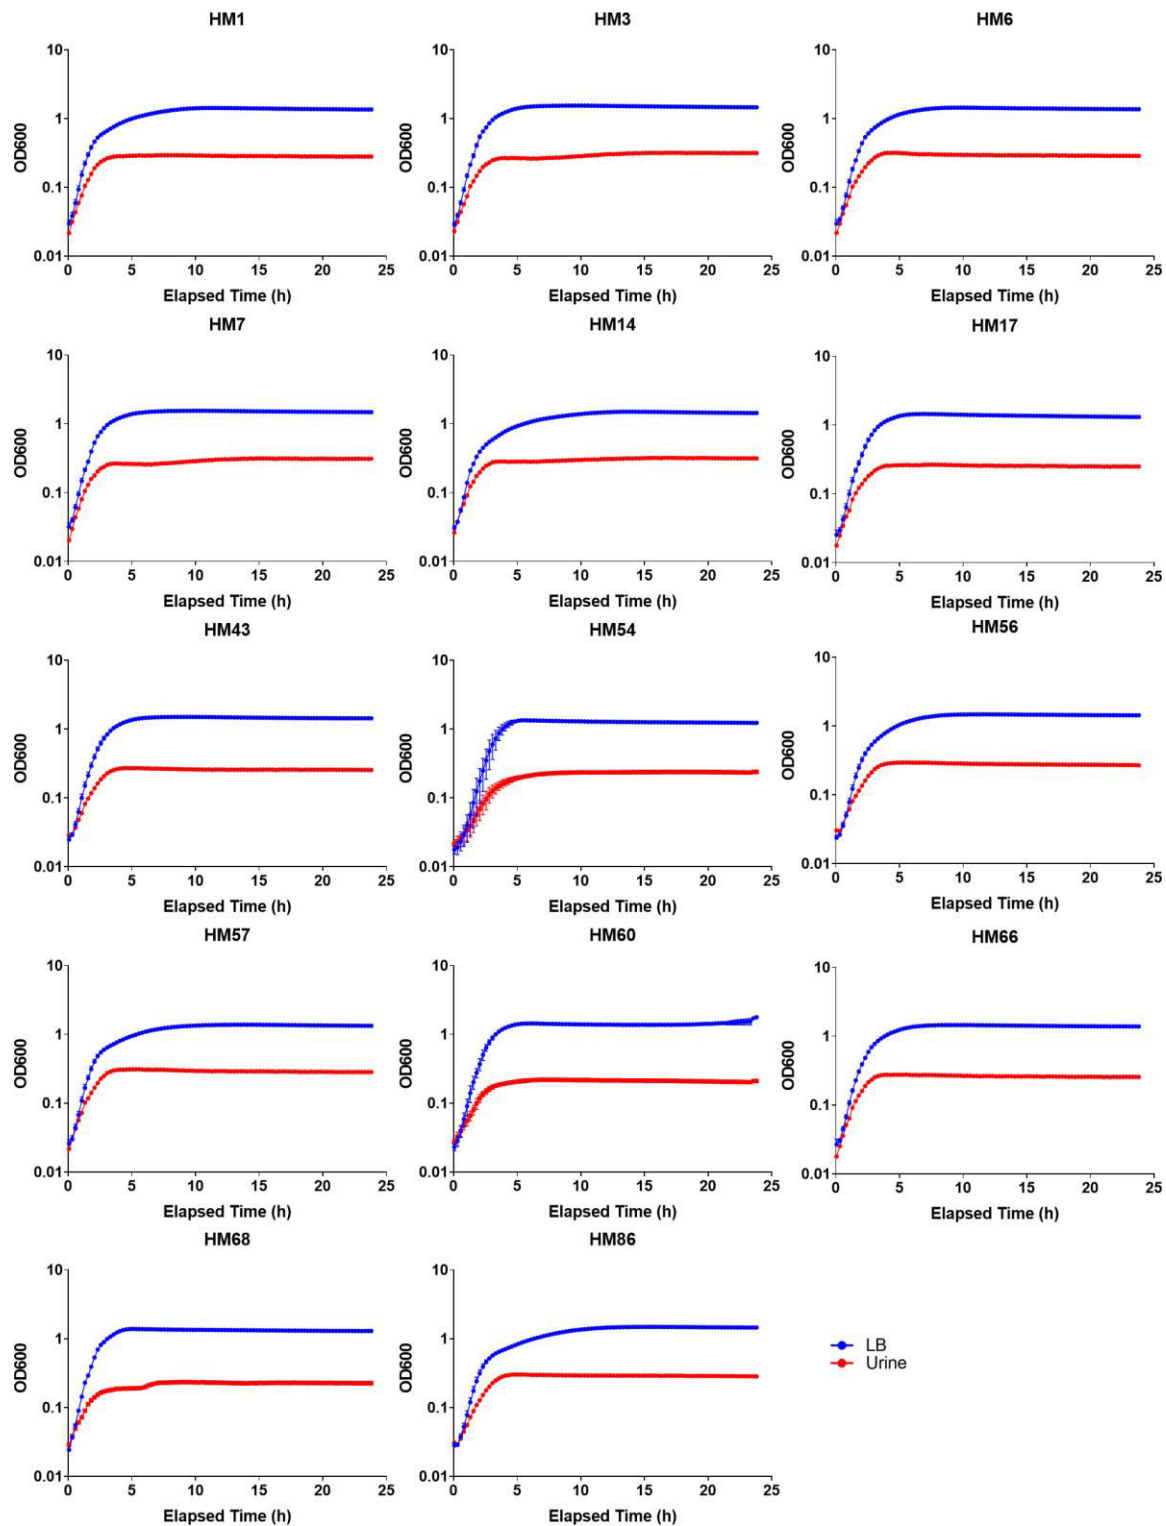 HM1 HM3 HM6
10 10 10
1 1 1
OD600 OD600 OD600
0.1 0.1 0.1
0.01 0.01 0.01
0 5 10 15 20 25 0 5 10 15 20 25 0 5 10 15 20 25
Elapsed Time (h) Elapsed Time (h) Elapsed Time (h)
HM7 HM14 HM17
10 10 10
1 1 1
OD600 OD600 OD600
0.1 0.1 0.1
0.01 0.01 0.01
0 5 10 15 20 25 0 5 10 15 20 25 0 5 10 15 20 25
Elapsed Time (h) Elapsed Time (h) Elapsed Time (h)
HM43 HM54 HM56
10 10 10
1 1 1
OD600 OD600 OD600
0.1 0.1 0.1
0.01 0.01 0.01
0 5 10 15 20 25 0 5 10 15 20 25 0 5 10 15 20 25
Elapsed Time (h) Elapsed Time (h) Elapsed Time (h)
HM57 HM60 HM66
10 10 10
1 1 1
OD600 OD600 OD600
0.1 0.1 0.1
0.01 0.01 0.01
0 5 10 15 20 25 0 5 10 15 20 25 0 5 10 15 20 25
Elapsed Time (h) Elapsed Time (h) Elapsed Time (h)
HM68 HM86
10 10
1 1
OD600 OD600
0.1 0.1
0.01 0.01
0 5 10 15 20 25 0 5 10 15 20 25
Elapsed Time (h) Elapsed Time (h)
LB
Urine